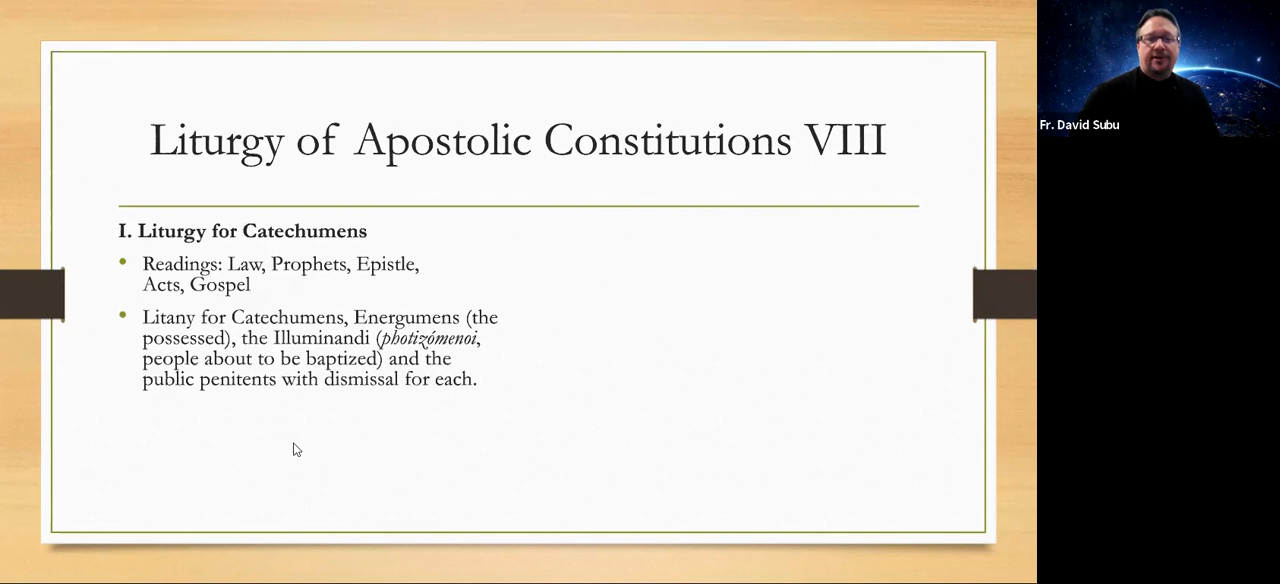 Liturgy of Apostolic Constitutions VIII
I. Liturgy for Catechumens
• Readings: Law, Prophets, Epistle,
Acts, Gospel
• Litany for Catechumens, Energumens (the
possessed), the Illuminandi (photizómenoi,
people about to be baptized) and the
public penitents with dismissal for each.
Fr. David Subu